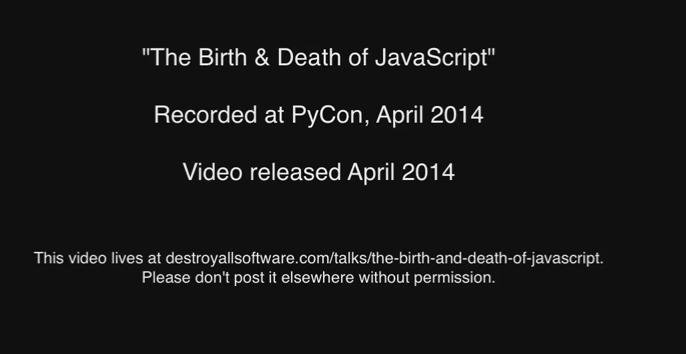 "The Birth & Death of JavaScript"
Recorded at PyCon, April 2014
Video released April 2014
This video lives at destroyallsoftware.com/talks/the-birth-and-death-of-javascript.
Please don't post it elsewhere without permission.